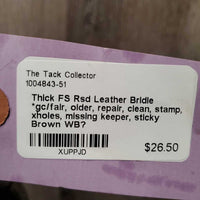 The Tack Collector
1004843-51
Thick FS Rsd Leather Bridle
*gc/fair, older, repair, clean, stamp,
xholes, missing keeper, sticky
Brown WB?
XUPPJD
$26.50